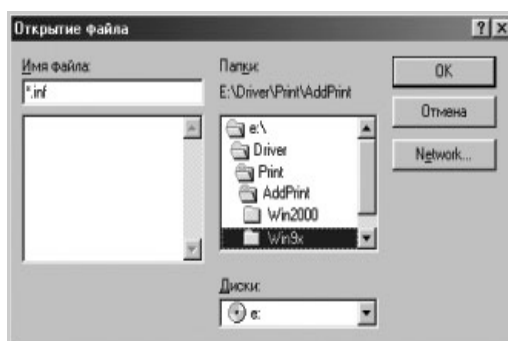 Открытие файла
Имя файла:
*.inf
Папки:
E:\Driver\Print\AddPrint
e:\
Driver
Print
AddPrint
Win2000
Win9x
Диски:
e:
OK
Отмена
Network...